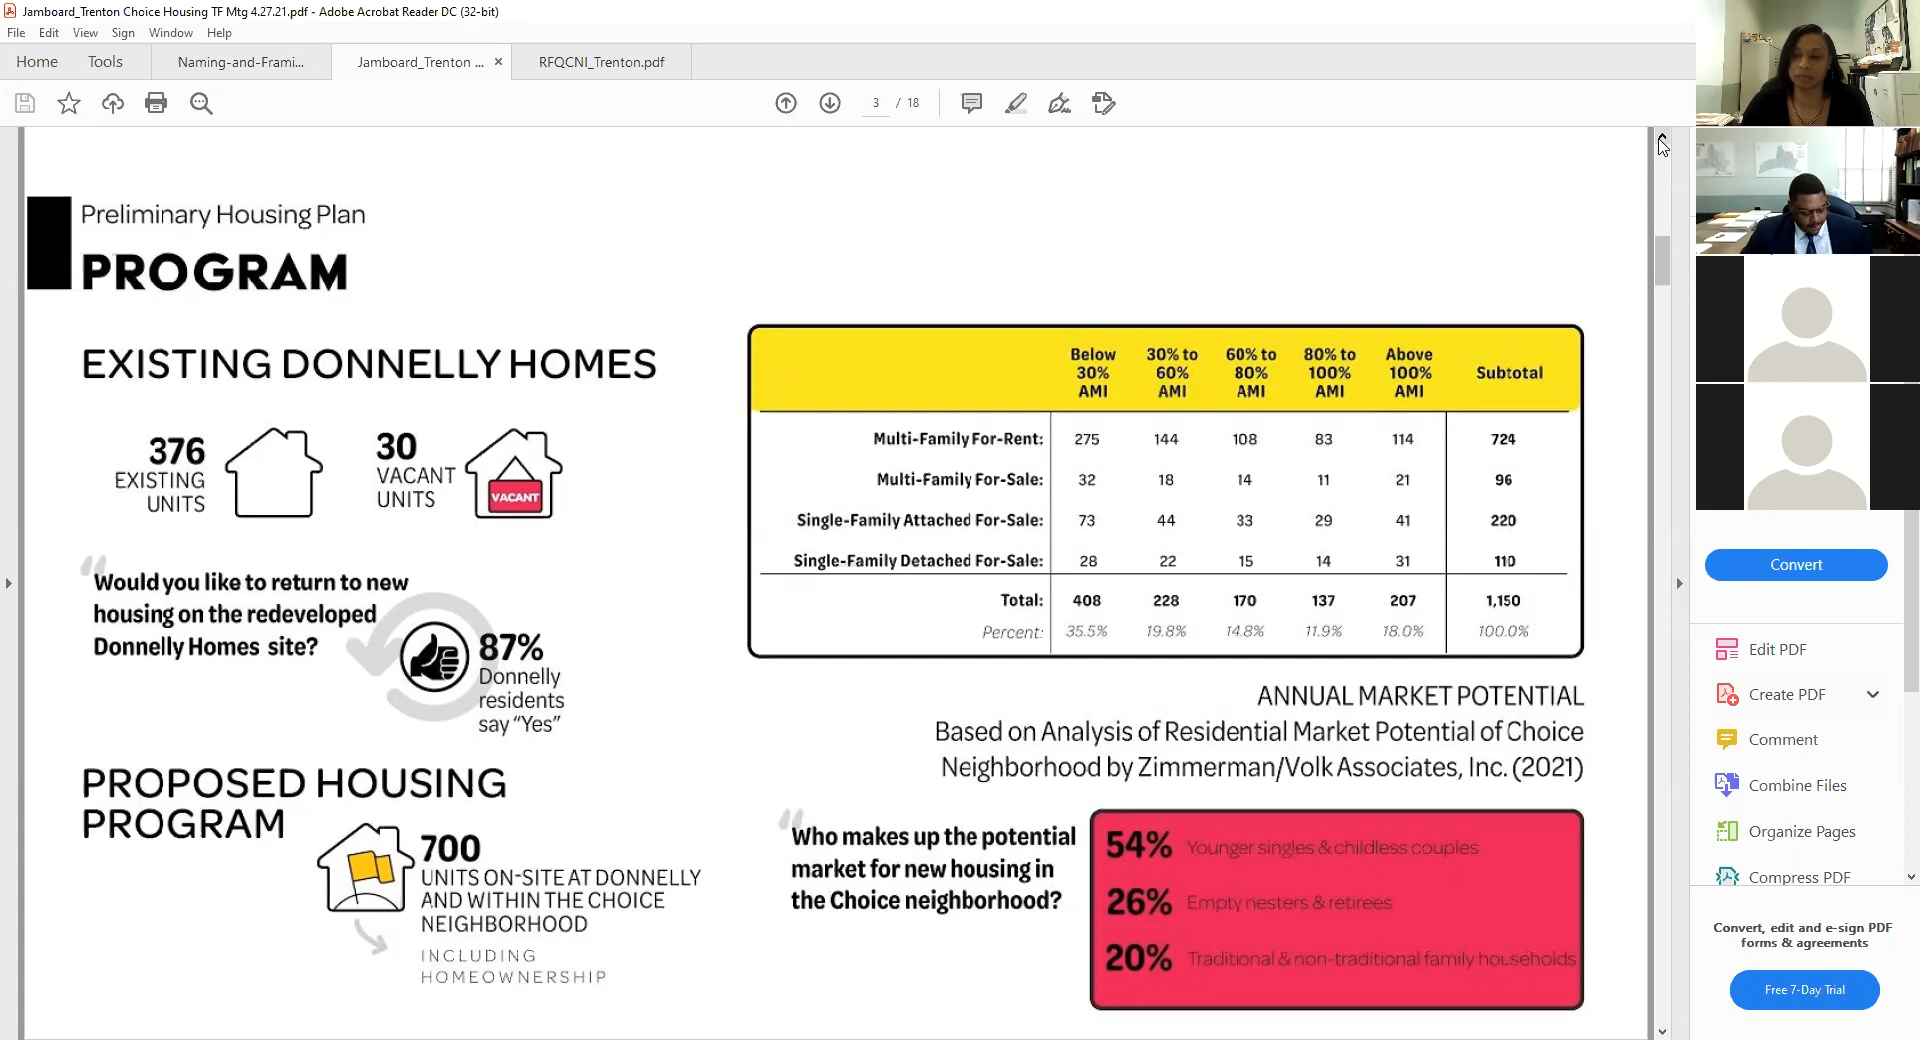 Jamboard_Trenton Choice Housing TF Mtg 4.27.21.pdf - Adobe Acrobat Reader DC (32-bit)
File Edit View Sign Window Help
Home Tools Naming-and-Frami... Jamboard_Trenton ... × RFQCNI_Trenton.pdf
3 / 18
Preliminary Housing Plan
PROGRAM
EXISTING DONNELLY HOMES
376
EXISTING
UNITS
30
VACANT
UNITS
VACANT
"Would you like to return to new
housing on the redeveloped
Donnelly Homes site?
87%
Donnelly
residents
say "Yes"
PROPOSED HOUSING
PROGRAM
700
UNITS ON-SITE AT DONNELLY
AND WITHIN THE CHOICE
NEIGHBORHOOD
INCLUDING
HOMEOWNERSHIP
Below 30% AMI 30% to 60% AMI 60% to 80% AMI 80% to 100% AMI Above 100% AMI Subtotal
Multi-Family For-Rent: 275 144 108 83 114 724
Multi-Family For-Sale: 32 18 14 11 21 96
Single-Family Attached For-Sale: 73 44 33 29 41 220
Single-Family Detached For-Sale: 28 22 15 14 31 110
Total: 408 228 170 137 207 1,150
Percent: 35.5% 19.8% 14.8% 11.9% 18.0% 100.0%
ANNUAL MARKET POTENTIAL
Based on Analysis of Residential Market Potential of Choice
Neighborhood by Zimmerman/Volk Associates, Inc. (2021)
"Who makes up the potential
market for new housing in
the Choice neighborhood?
54% Younger singles & childless couples
26% Empty nesters & retirees
20% Traditional & non-traditional family households
Convert
Edit PDF
Create PDF
Comment
Combine Files
Organize Pages
Compress PDF
Convert, edit and e-sign PDF
forms & agreements
Free 7-Day Trial